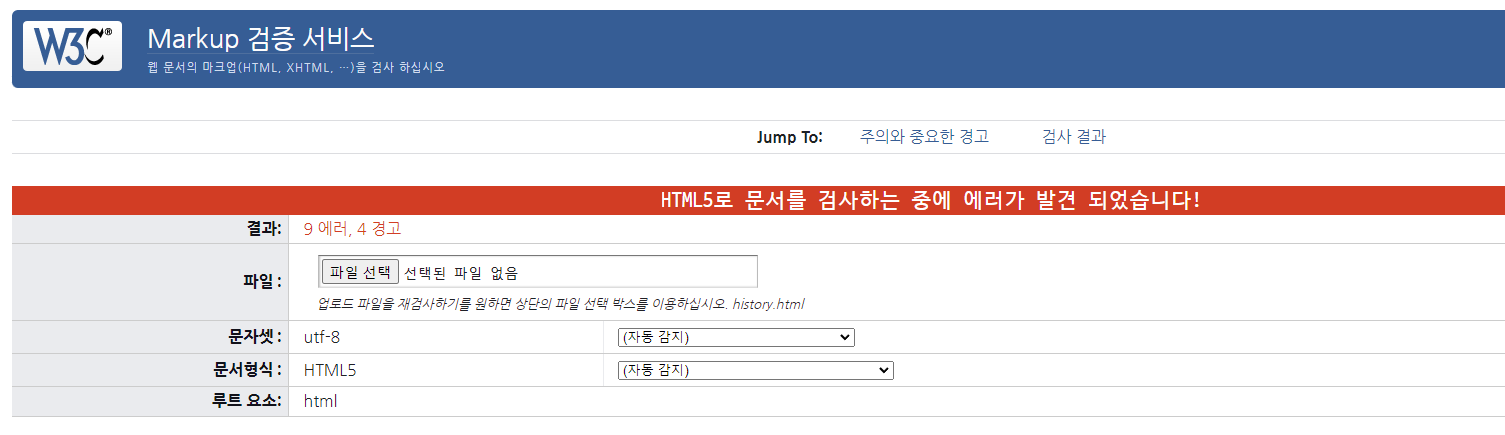 W3C®
Markup 검증 서비스
웹 문서의 마크업(HTML, XHTML, …)을 검사 하십시오
Jump To: 주의와 중요한 경고 검사 결과
HTML5로 문서를 검사하는 중에 에러가 발견 되었습니다!
결과: 9 에러, 4 경고
파일 : 파일 선택 선택된 파일 없음
업로드 파일을 재검사하기를 원하면 상단의 파일 선택 박스를 이용하십시오. history.html
문자셋 : utf-8 (자동 감지)
문서형식 : HTML5 (자동 감지)
루트 요소: html